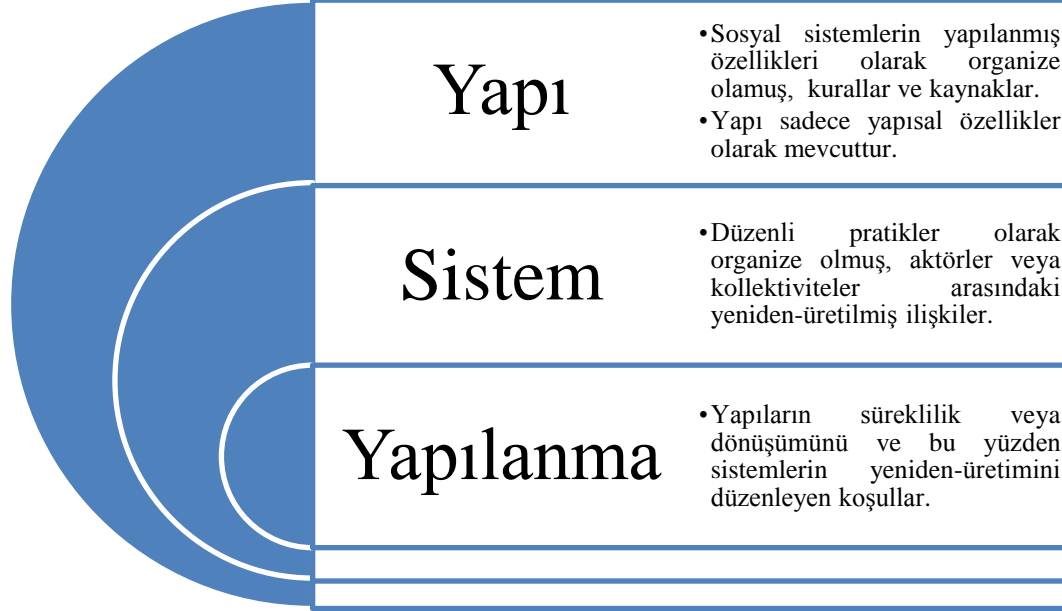 Yapı
•Sosyal sistemlerin yapılanmış
özellikleri olarak organize
olamuş, kurallar ve kaynaklar.
•Yapı sadece yapısal özellikler
olarak mevcuttur.
Sistem
•Düzenli pratikler olarak
organize olmuş, aktörler veya
kollektiviteler arasındaki
yeniden-üretilmiş ilişkiler.
Yapılanma
•Yapıların süreklilik veya
dönüşümünü ve bu yüzden
sistemlerin yeniden-üretimini
düzenleyen koşullar.